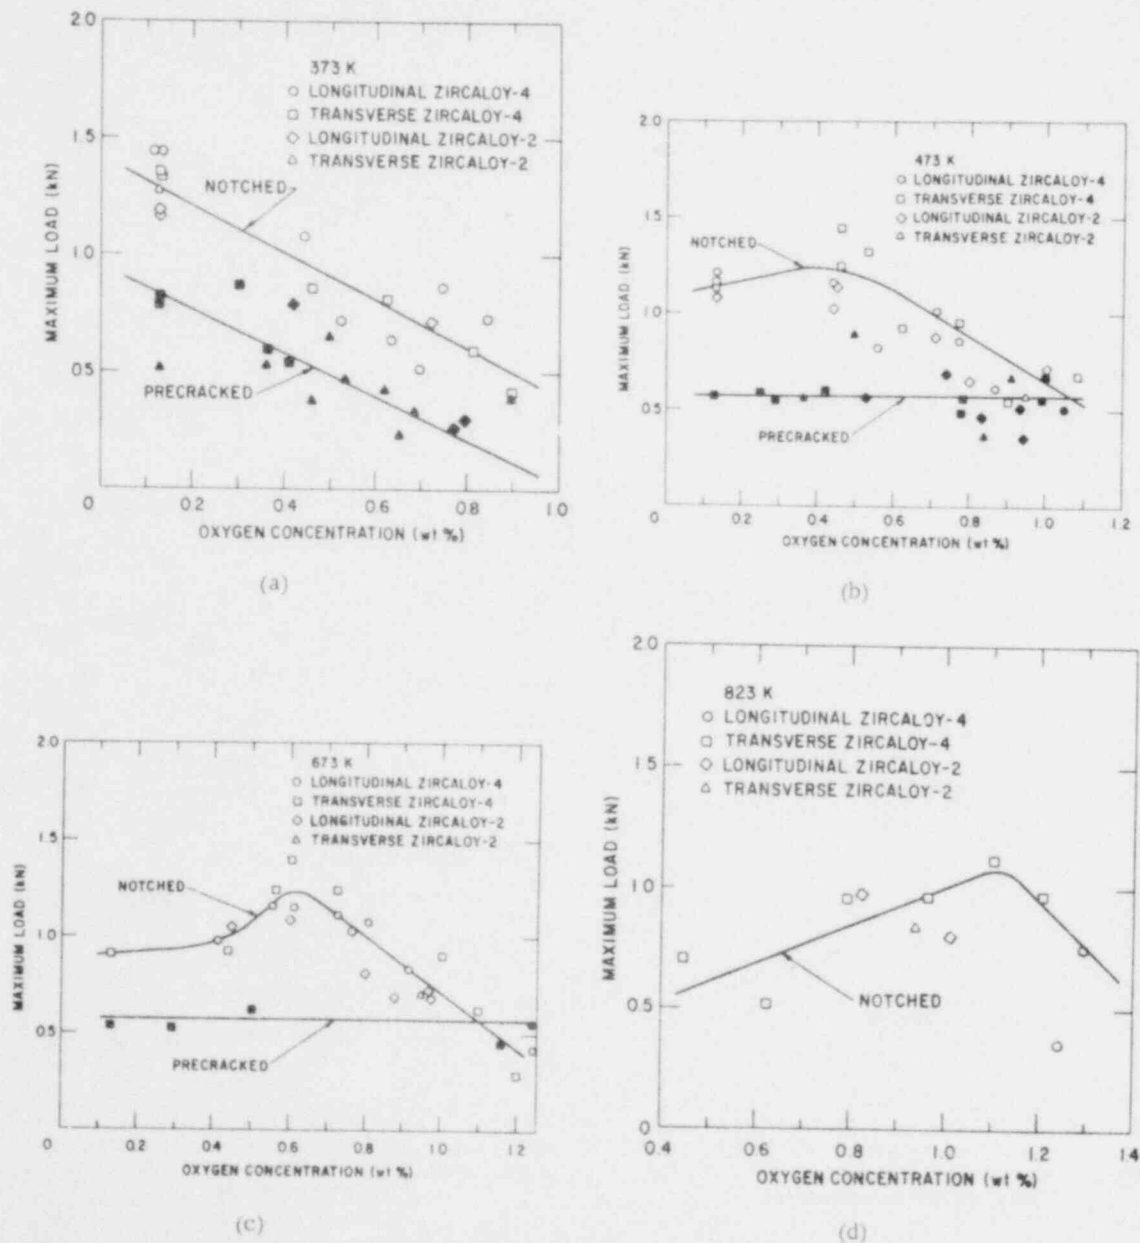 2.0
1.5
1.0
0.5
0
0.2
0.4
0.6
0.8
1.0
MAXIMUM LOAD (kN)
OXYGEN CONCENTRATION (wt %)
373 K
LONGITUDINAL ZIRCALOY-4
TRANSVERSE ZIRCALOY-4
LONGITUDINAL ZIRCALOY-2
TRANSVERSE ZIRCALOY-2
NOTCHED
PRECRACKED
(a)
2.0
1.5
1.0
0.5
0
0.2
0.4
0.6
0.8
1.0
1.2
MAXIMUM LOAD (kN)
OXYGEN CONCENTRATION (wt %)
473 K
LONGITUDINAL ZIRCALOY-4
TRANSVERSE ZIRCALOY-4
LONGITUDINAL ZIRCALOY-2
TRANSVERSE ZIRCALOY-2
NOTCHED
PRECRACKED
(b)
2.0
1.5
1.0
0.5
0
0
0.2
0.4
0.6
0.8
1.0
1.2
MAXIMUM LOAD (kN)
OXYGEN CONCENTRATION (wt %)
673 K
LONGITUDINAL ZIRCALOY-4
TRANSVERSE ZIRCALOY-4
LONGITUDINAL ZIRCALOY-2
TRANSVERSE ZIRCALOY-2
NOTCHED
PRECRACKED
(c)
2.0
1.5
1.0
0.5
0
0.4
0.6
0.8
1.0
1.2
1.4
MAXIMUM LOAD (kN)
OXYGEN CONCENTRATION (wt %)
823 K
LONGITUDINAL ZIRCALOY-4
TRANSVERSE ZIRCALOY-4
LONGITUDINAL ZIRCALOY-2
TRANSVERSE ZIRCALOY-2
NOTCHED
(d)